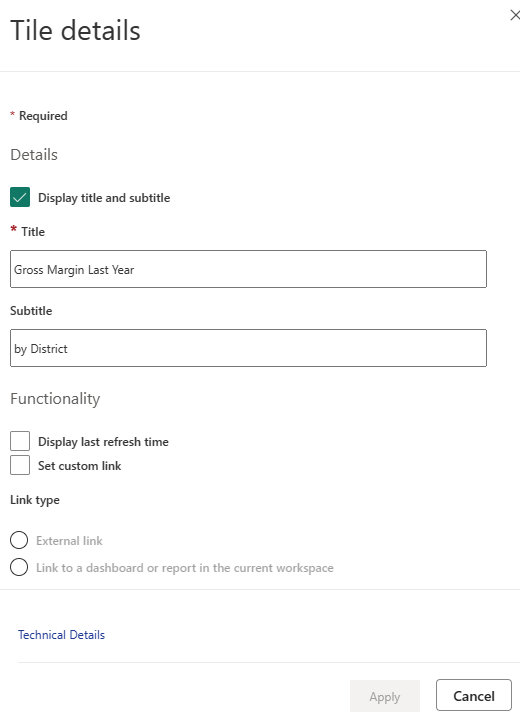 Tile details
* Required
Details
Display title and subtitle
* Title
Gross Margin Last Year
Subtitle
by District
Functionality
Display last refresh time
Set custom link
Link type
External link
Link to a dashboard or report in the current workspace
Technical Details
Apply Cancel